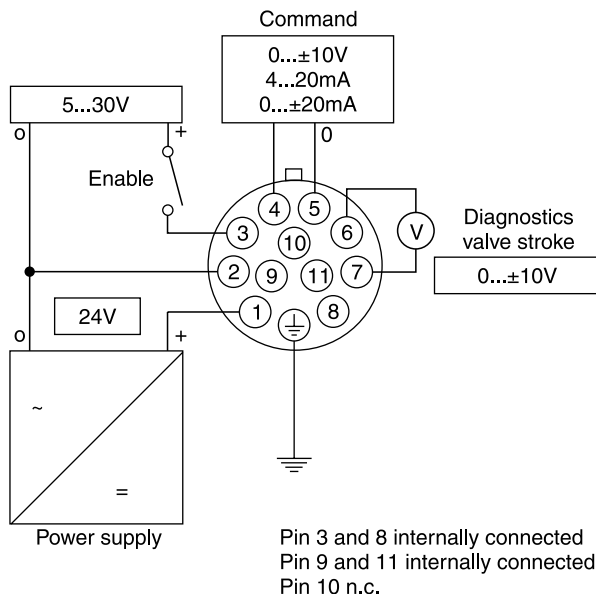 Command
0...±10V
4...20mA
0...±20mA
5...30V
o
+
0
Enable
4
5
3
6
10
V
Diagnostics
valve stroke
2
9
11
7
0...±10V
24V
1
8
o
+
~
=
Power supply
Pin 3 and 8 internally connected
Pin 9 and 11 internally connected
Pin 10 n.c.